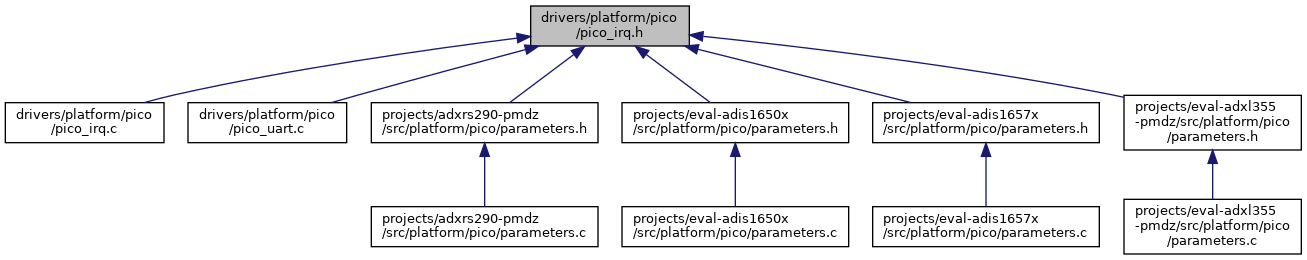 drivers/platform/pico
/pico_irq.h
drivers/platform/pico
/pico_irq.c
drivers/platform/pico
/pico_uart.c
projects/adxrs290-pmdz
/src/platform/pico/parameters.h
projects/eval-adis1650x
/src/platform/pico/parameters.h
projects/eval-adis1657x
/src/platform/pico/parameters.h
projects/eval-adxl355
-pmdz/src/platform/pico
/parameters.h
projects/adxrs290-pmdz
/src/platform/pico/parameters.c
projects/eval-adis1650x
/src/platform/pico/parameters.c
projects/eval-adis1657x
/src/platform/pico/parameters.c
projects/eval-adxl355
-pmdz/src/platform/pico
/parameters.c